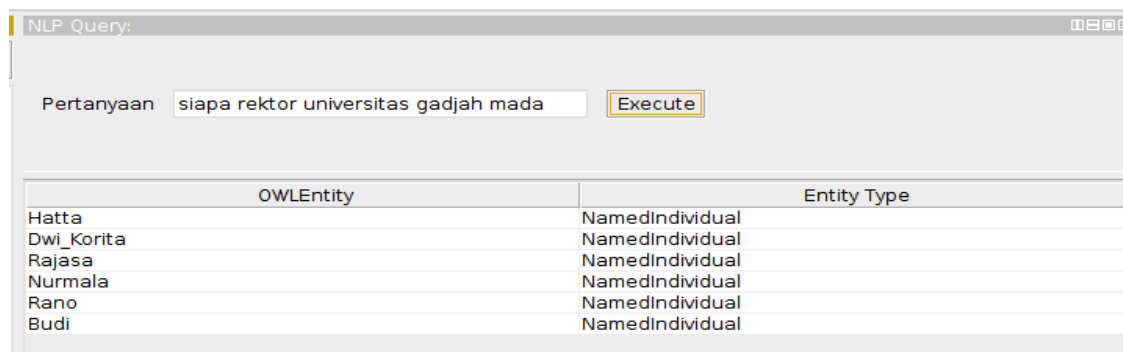 NLP Query:
Pertanyaan siapa rektor universitas gadjah mada Execute
OWLEntity Entity Type
Hatta NamedIndividual
Dwi_Korita NamedIndividual
Rajasa NamedIndividual
Nurmala NamedIndividual
Rano NamedIndividual
Budi NamedIndividual